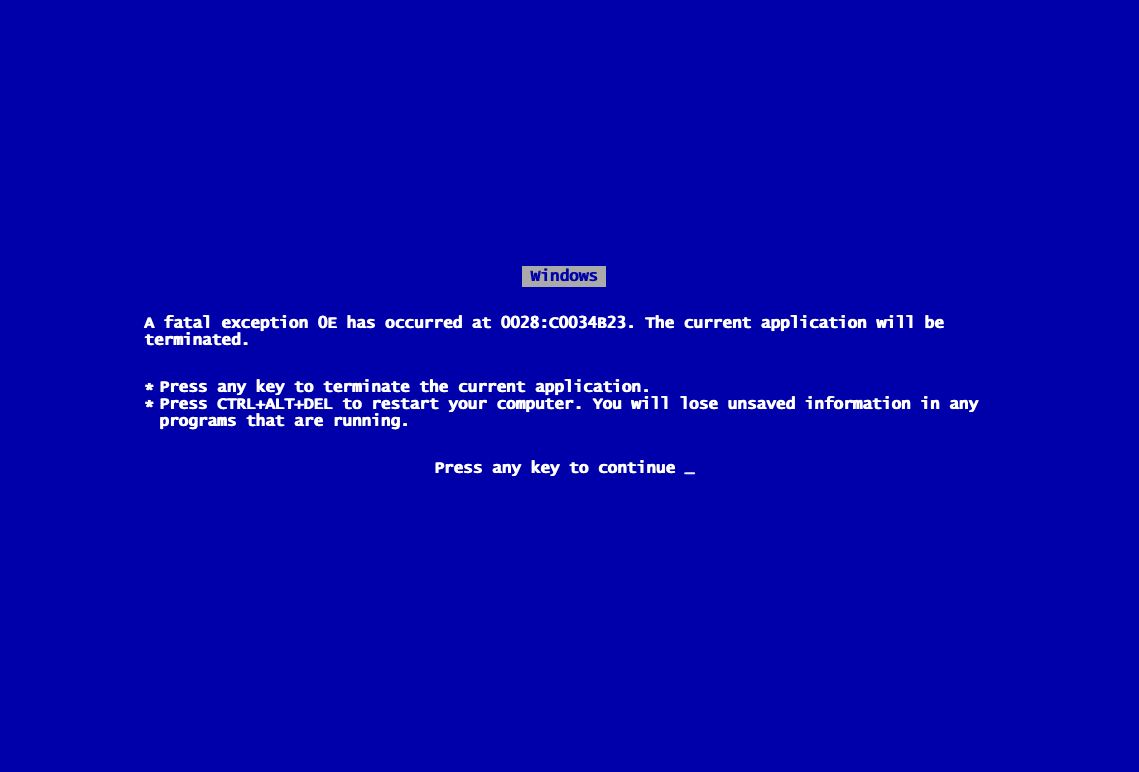 Windows
A fatal exception 0E has occurred at 0028:C0034B23. The current application will be
terminated.
* Press any key to terminate the current application.
* Press CTRL+ALT+DEL to restart your computer. You will lose unsaved information in any
programs that are running.
Press any key to continue _